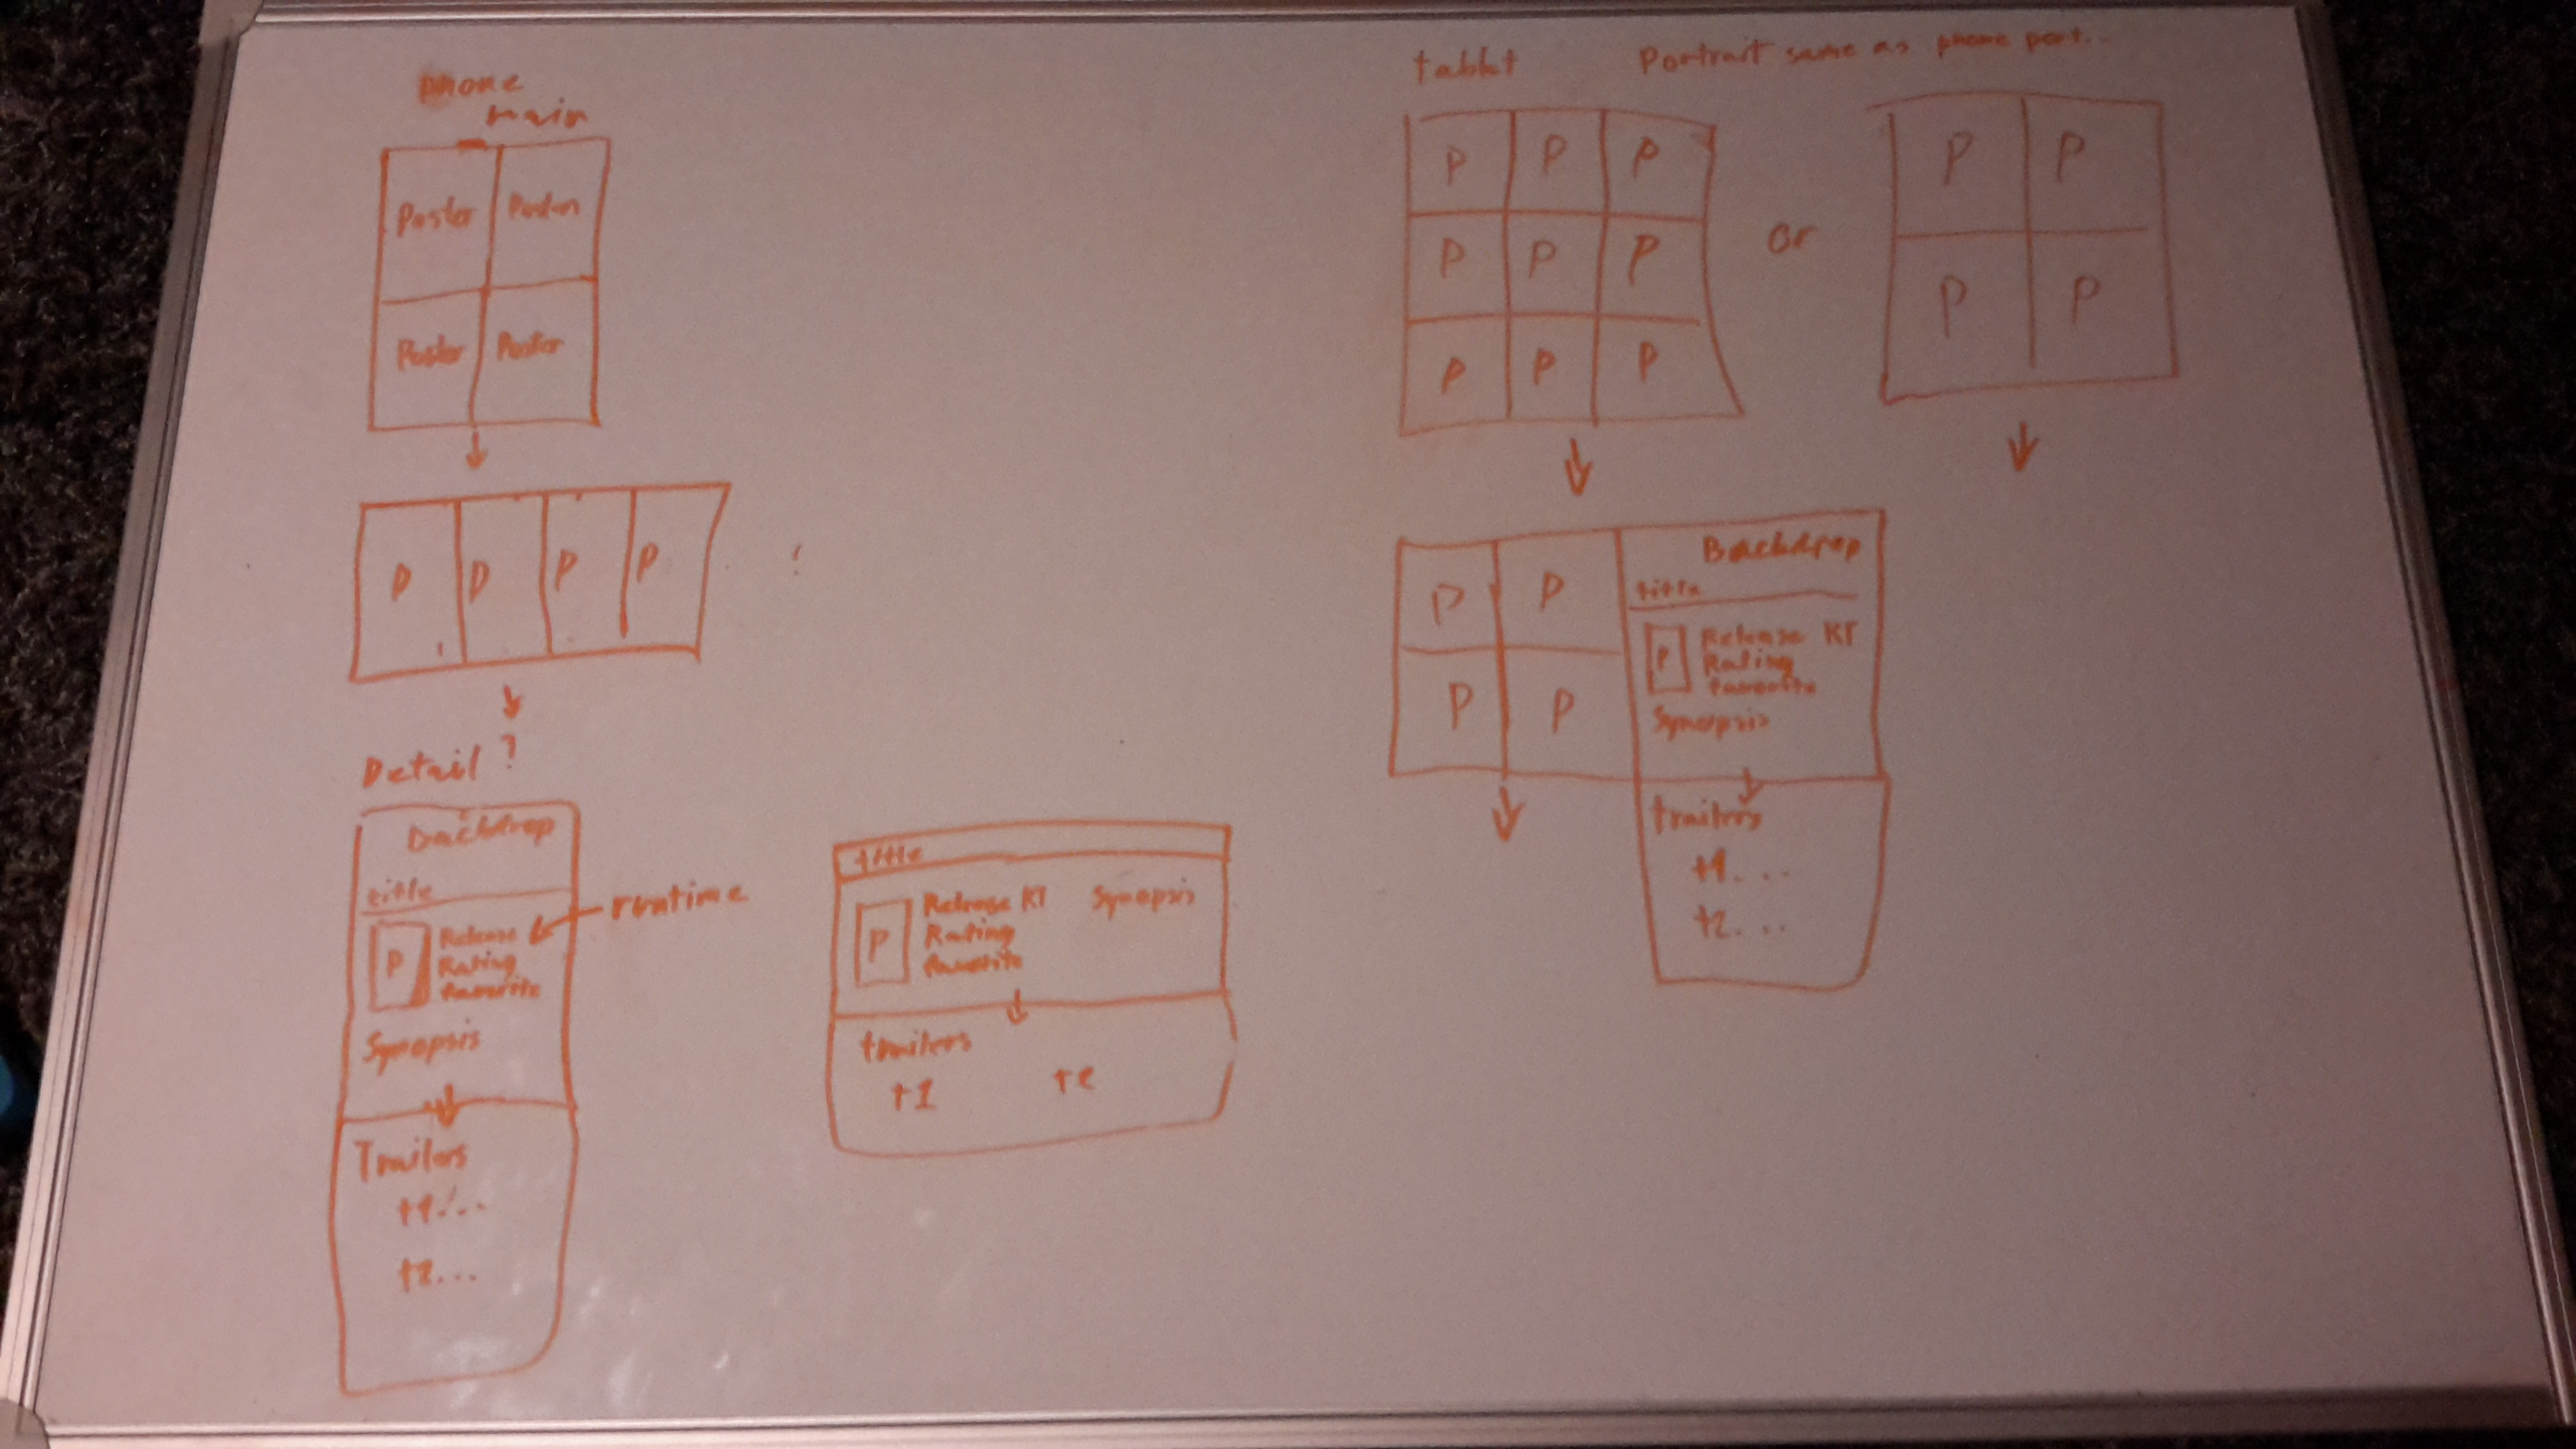 phone
main
Poster Poster
Poster Poster
P P P P
?
Detail
Backdrop
title
runtime
P Release
Rating
favorite
Synopsis
Trailers
t1...
t2...
title
P Release RT Synopsis
Rating
favorite
trailers
t1 t2
tablet Portrait same as phone port...
P P P
P P P
P P P
or
P P
P P
P P
P P
Backdrop
title
P Release RT
Rating
favorite
Synopsis
trailers
t1...
t2...